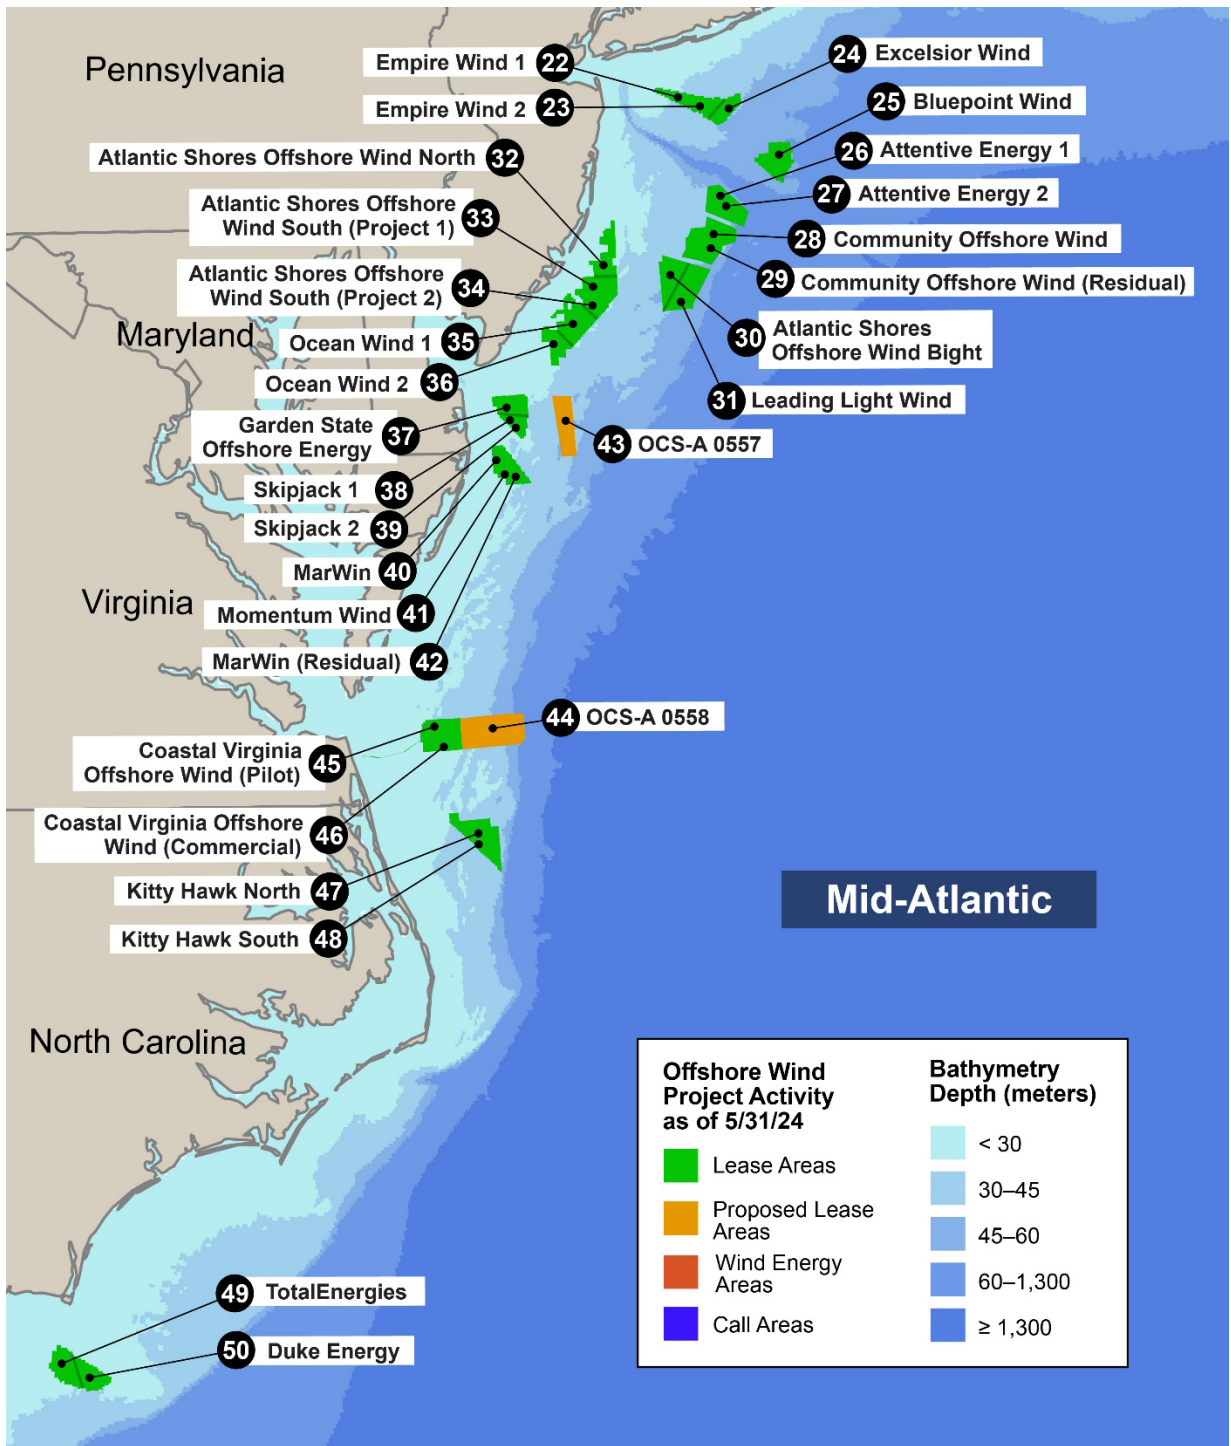 Pennsylvania
Maryland
Virginia
North Carolina
Empire Wind 1 22
Empire Wind 2 23
24 Excelsior Wind
25 Bluepoint Wind
26 Attentive Energy 1
27 Attentive Energy 2
28 Community Offshore Wind
29 Community Offshore Wind (Residual)
30 Atlantic Shores
Offshore Wind Bight
31 Leading Light Wind
Atlantic Shores Offshore Wind North 32
Atlantic Shores Offshore
Wind South (Project 1) 33
Atlantic Shores Offshore
Wind South (Project 2) 34
Ocean Wind 1 35
Ocean Wind 2 36
Garden State
Offshore Energy 37
Skipjack 1 38
Skipjack 2 39
MarWin 40
Momentum Wind 41
MarWin (Residual) 42
43 OCS-A 0557
44 OCS-A 0558
Coastal Virginia
Offshore Wind (Pilot) 45
Coastal Virginia Offshore
Wind (Commercial) 46
Kitty Hawk North 47
Kitty Hawk South 48
49 TotalEnergies
50 Duke Energy
Mid-Atlantic
Offshore Wind
Project Activity
as of 5/31/24
Lease Areas
Proposed Lease
Areas
Wind Energy
Areas
Call Areas
Bathymetry
Depth (meters)
< 30
30–45
45–60
60–1,300
≥ 1,300